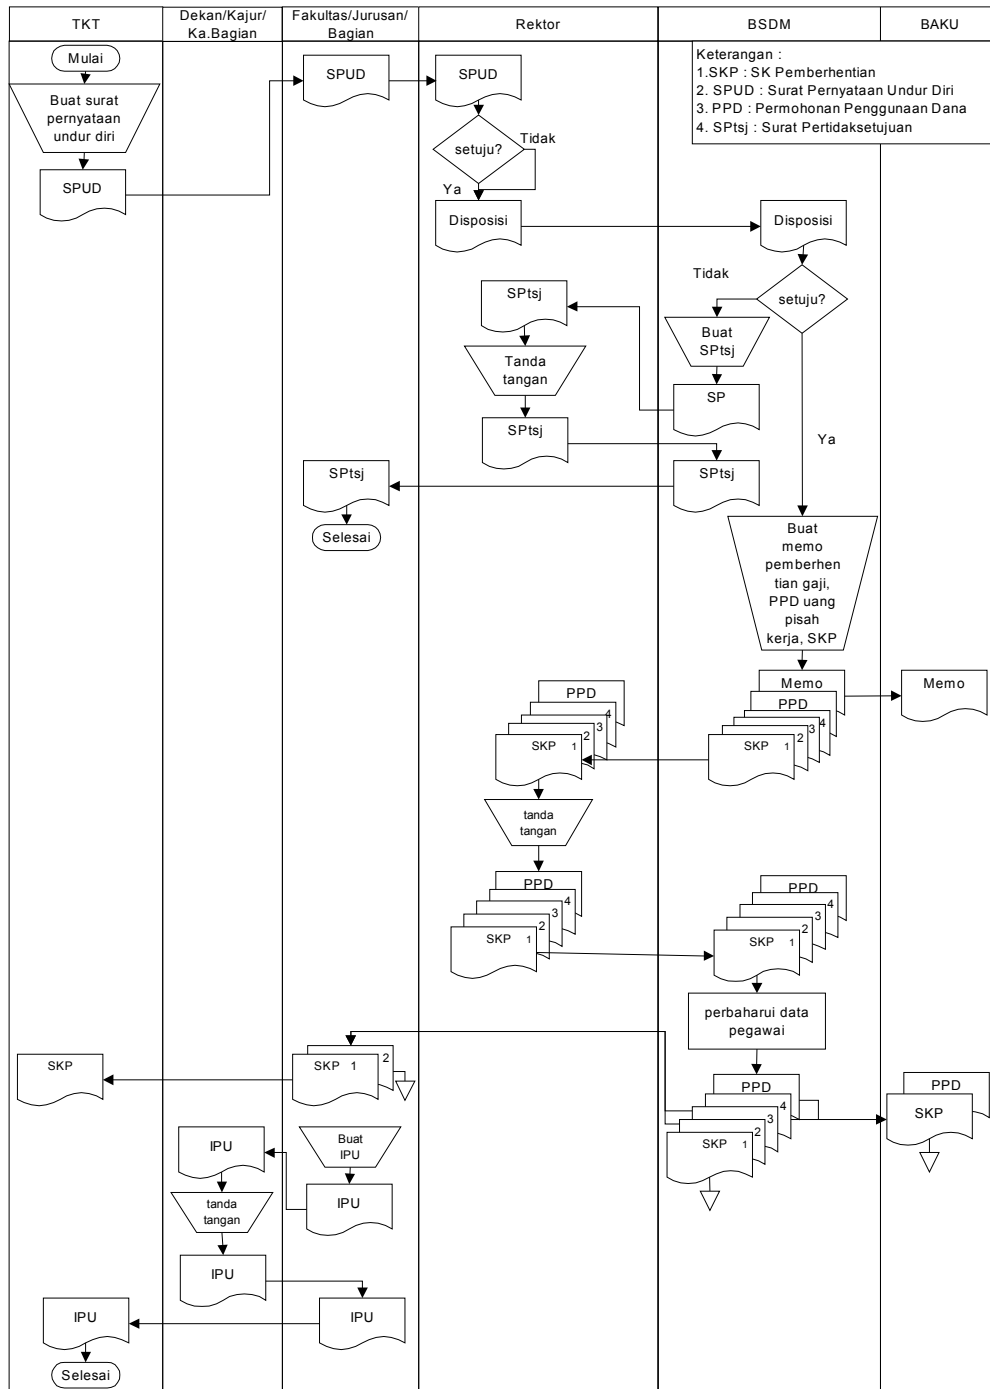 TKT
Dekan/Kajur/
Ka.Bagian
Fakultas/Jurusan/
Bagian
Rektor
BSDM
BAKU
Keterangan :
1.SKP : SK Pemberhentian
2. SPUD : Surat Pernyataan Undur Diri
3. PPD : Permohonan Penggunaan Dana
4. SPtsj : Surat Pertidaksetujuan
Mulai
Buat surat
pernyataan
undur diri
SPUD
SPUD
SPUD
setuju?
Tidak
Ya
Disposisi
Disposisi
setuju?
Tidak
Ya
Buat
SPtsj
SP
SPtsj
Tanda
tangan
SPtsj
SPtsj
SPtsj
Selesai
Buat
memo
pemberhen
tian gaji,
PPD uang
pisah
kerja, SKP
Memo
PPD
4
3
2
SKP 1
Memo
PPD
4
3
2
SKP 1
tanda
tangan
PPD
4
3
2
SKP 1
PPD
4
3
2
SKP 1
perbaharui data
pegawai
PPD
4
3
2
SKP 1
PPD
SKP
2
SKP 1
SKP
Buat
IPU
IPU
IPU
tanda
tangan
IPU
IPU
IPU
Selesai